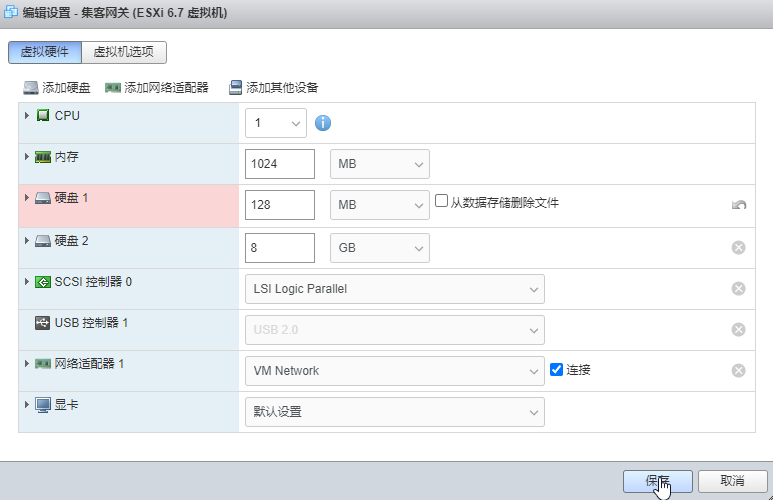 编辑设置 - 集客网关 (ESXi 6.7 虚拟机)
虚拟硬件 虚拟机选项
添加硬盘 添加网络适配器 添加其他设备
CPU 1
内存 1024 MB
硬盘 1 128 MB 从数据存储删除文件
硬盘 2 8 GB
SCSI 控制器 0 LSI Logic Parallel
USB 控制器 1 USB 2.0
网络适配器 1 VM Network 连接
显卡 默认设置
保存 取消